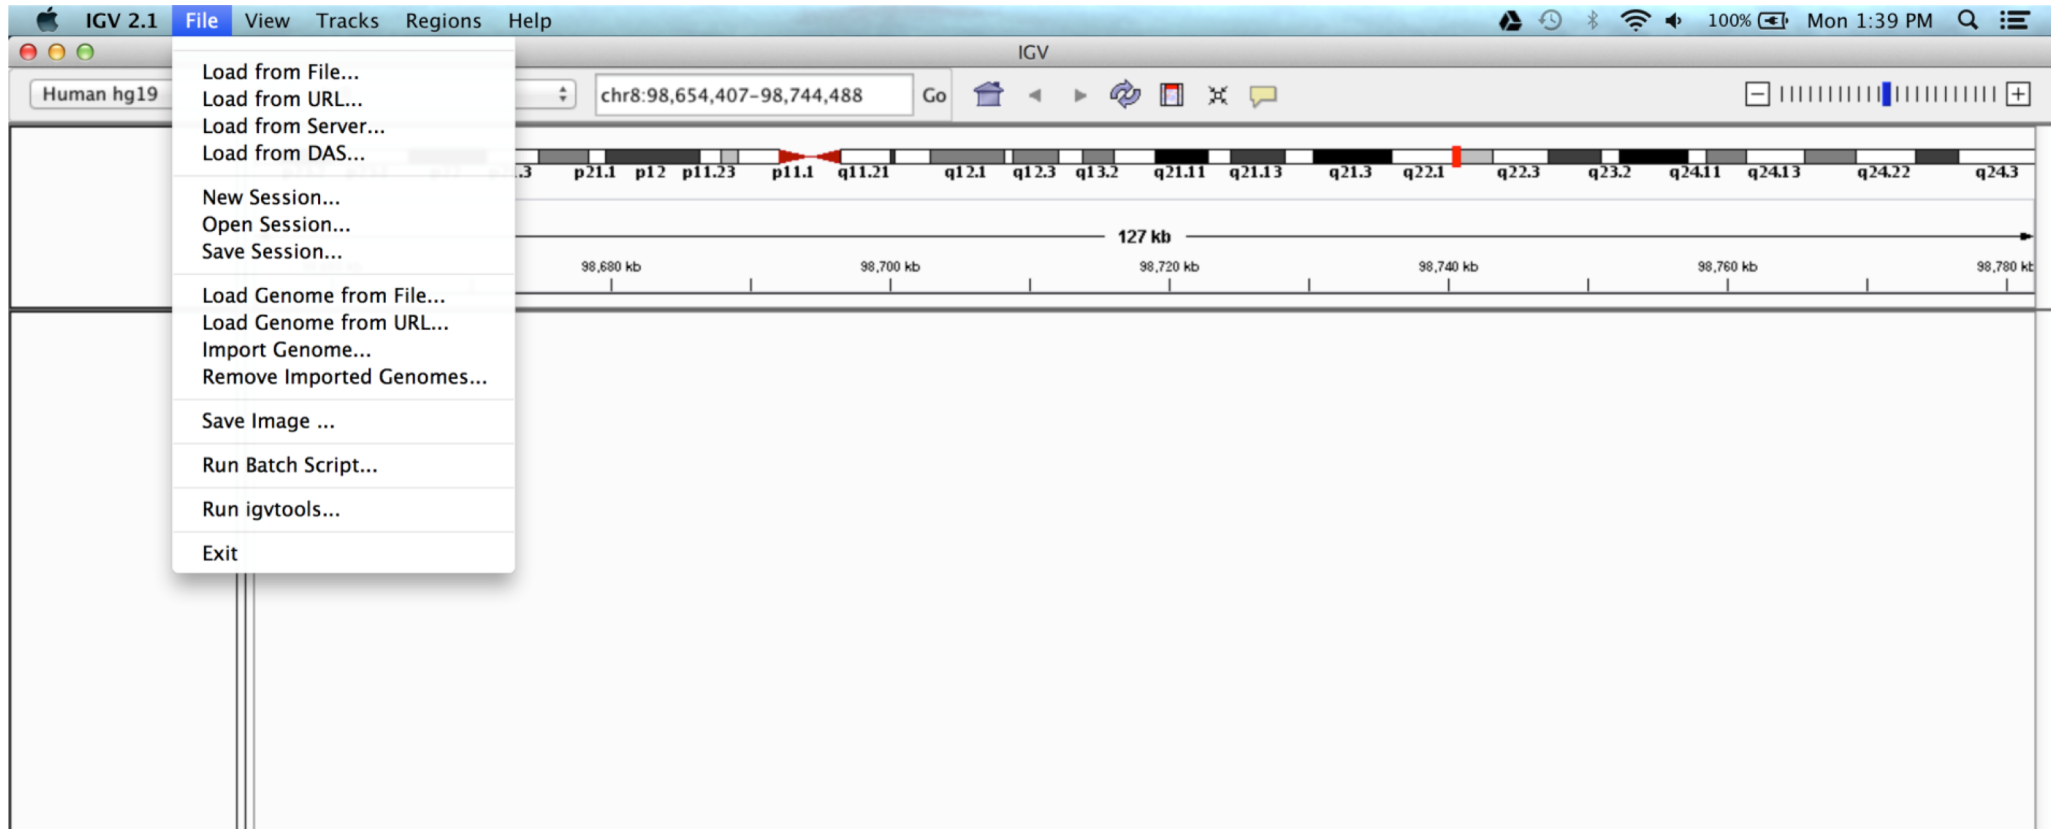 IGV 2.1 File View Tracks Regions Help 100% Mon 1:39 PM
IGV
Human hg19 chr8:98,654,407-98,744,488 Go
Load from File...
Load from URL...
Load from Server...
Load from DAS...
New Session...
Open Session...
Save Session...
Load Genome from File...
Load Genome from URL...
Import Genome...
Remove Imported Genomes...
Save Image ...
Run Batch Script...
Run igvtools...
Exit
p21.1 p12 p11.23 p11.1 q11.21 q12.1 q12.3 q13.2 q21.11 q21.13 q21.3 q22.1 q22.3 q23.2 q24.11 q24.13 q24.22 q24.3
127 kb
98,680 kb 98,700 kb 98,720 kb 98,740 kb 98,760 kb 98,780 kb